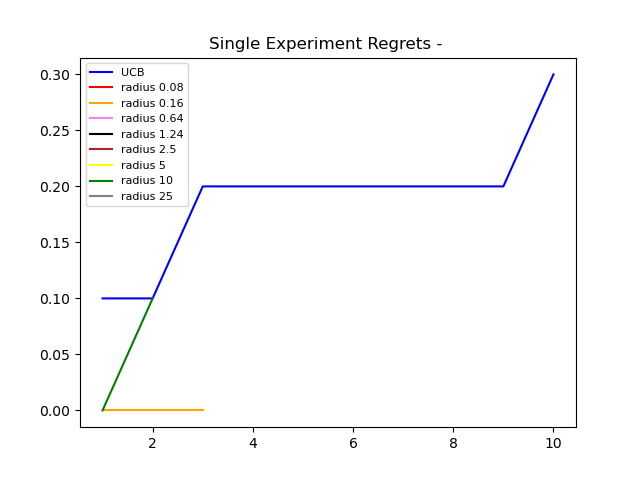 Single Experiment Regrets -
0.30
0.25
0.20
0.15
0.10
0.05
0.00
UCB
radius 0.08
radius 0.16
radius 0.64
radius 1.24
radius 2.5
radius 5
radius 10
radius 25
2
4
6
8
10